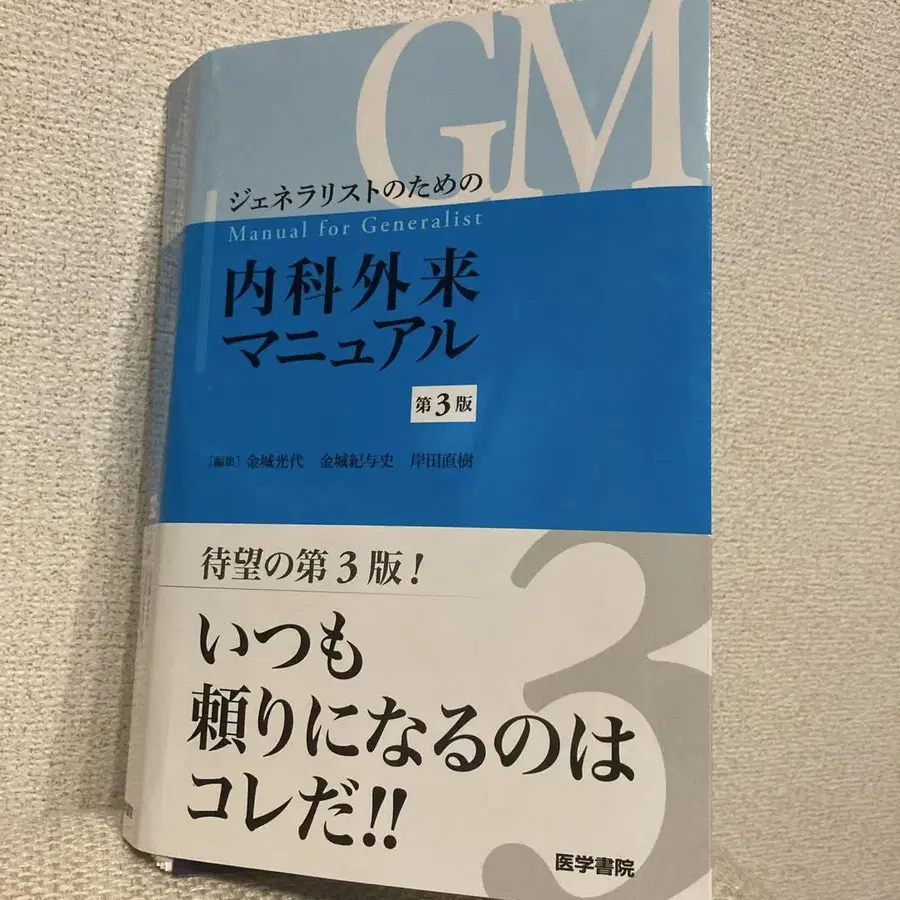 GM
ジェネラリストのための
Manual for Generalist
内科外来
マニュアル
第3版
[編集] 金城光代 金城紀与史 岸田直樹
待望の第3版!
いつも
頼りになるのは
コレだ!!
3
医学書院